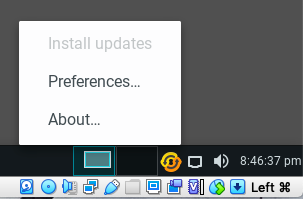 Install updates
Preferences...
About...
8:46:37 pm
Left ⌘